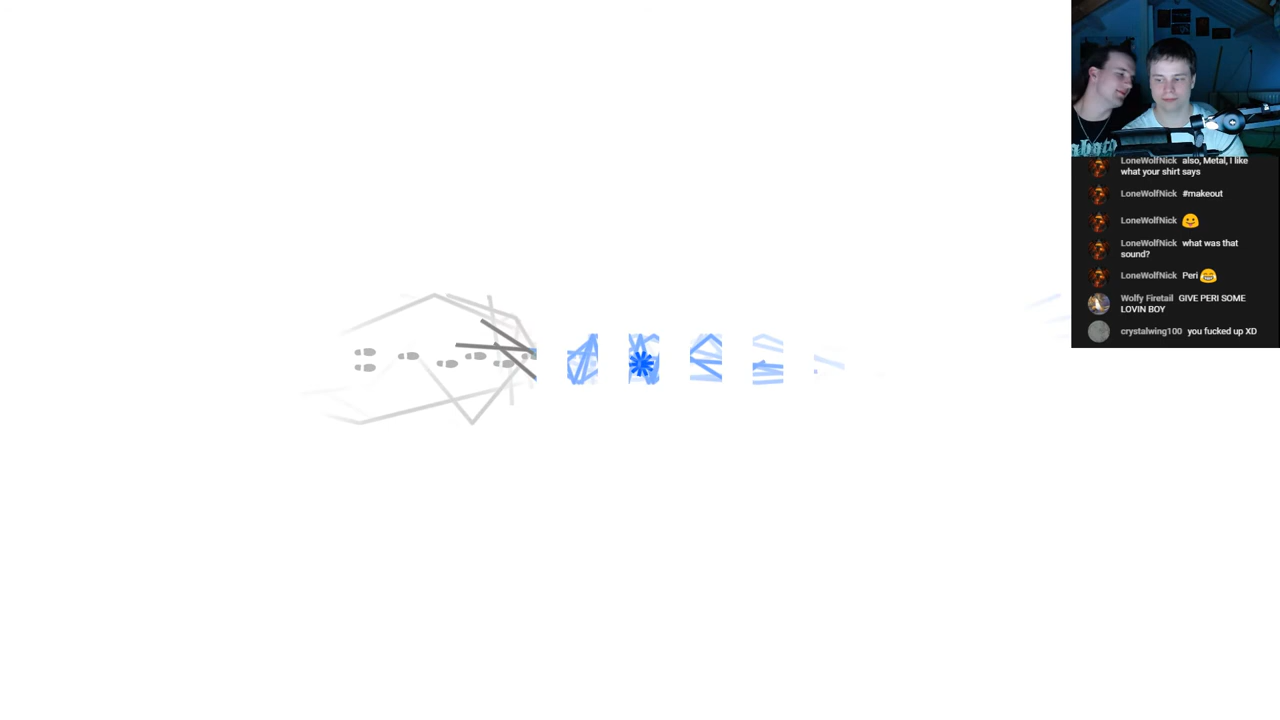 LoneWolfNick also, Metal, I like
what your shirt says
LoneWolfNick #makeout
LoneWolfNick
LoneWolfNick what was that
sound?
LoneWolfNick Peri
Wolfy Firetail GIVE PERI SOME
LOVIN BOY
crystalwing100 you fucked up XD